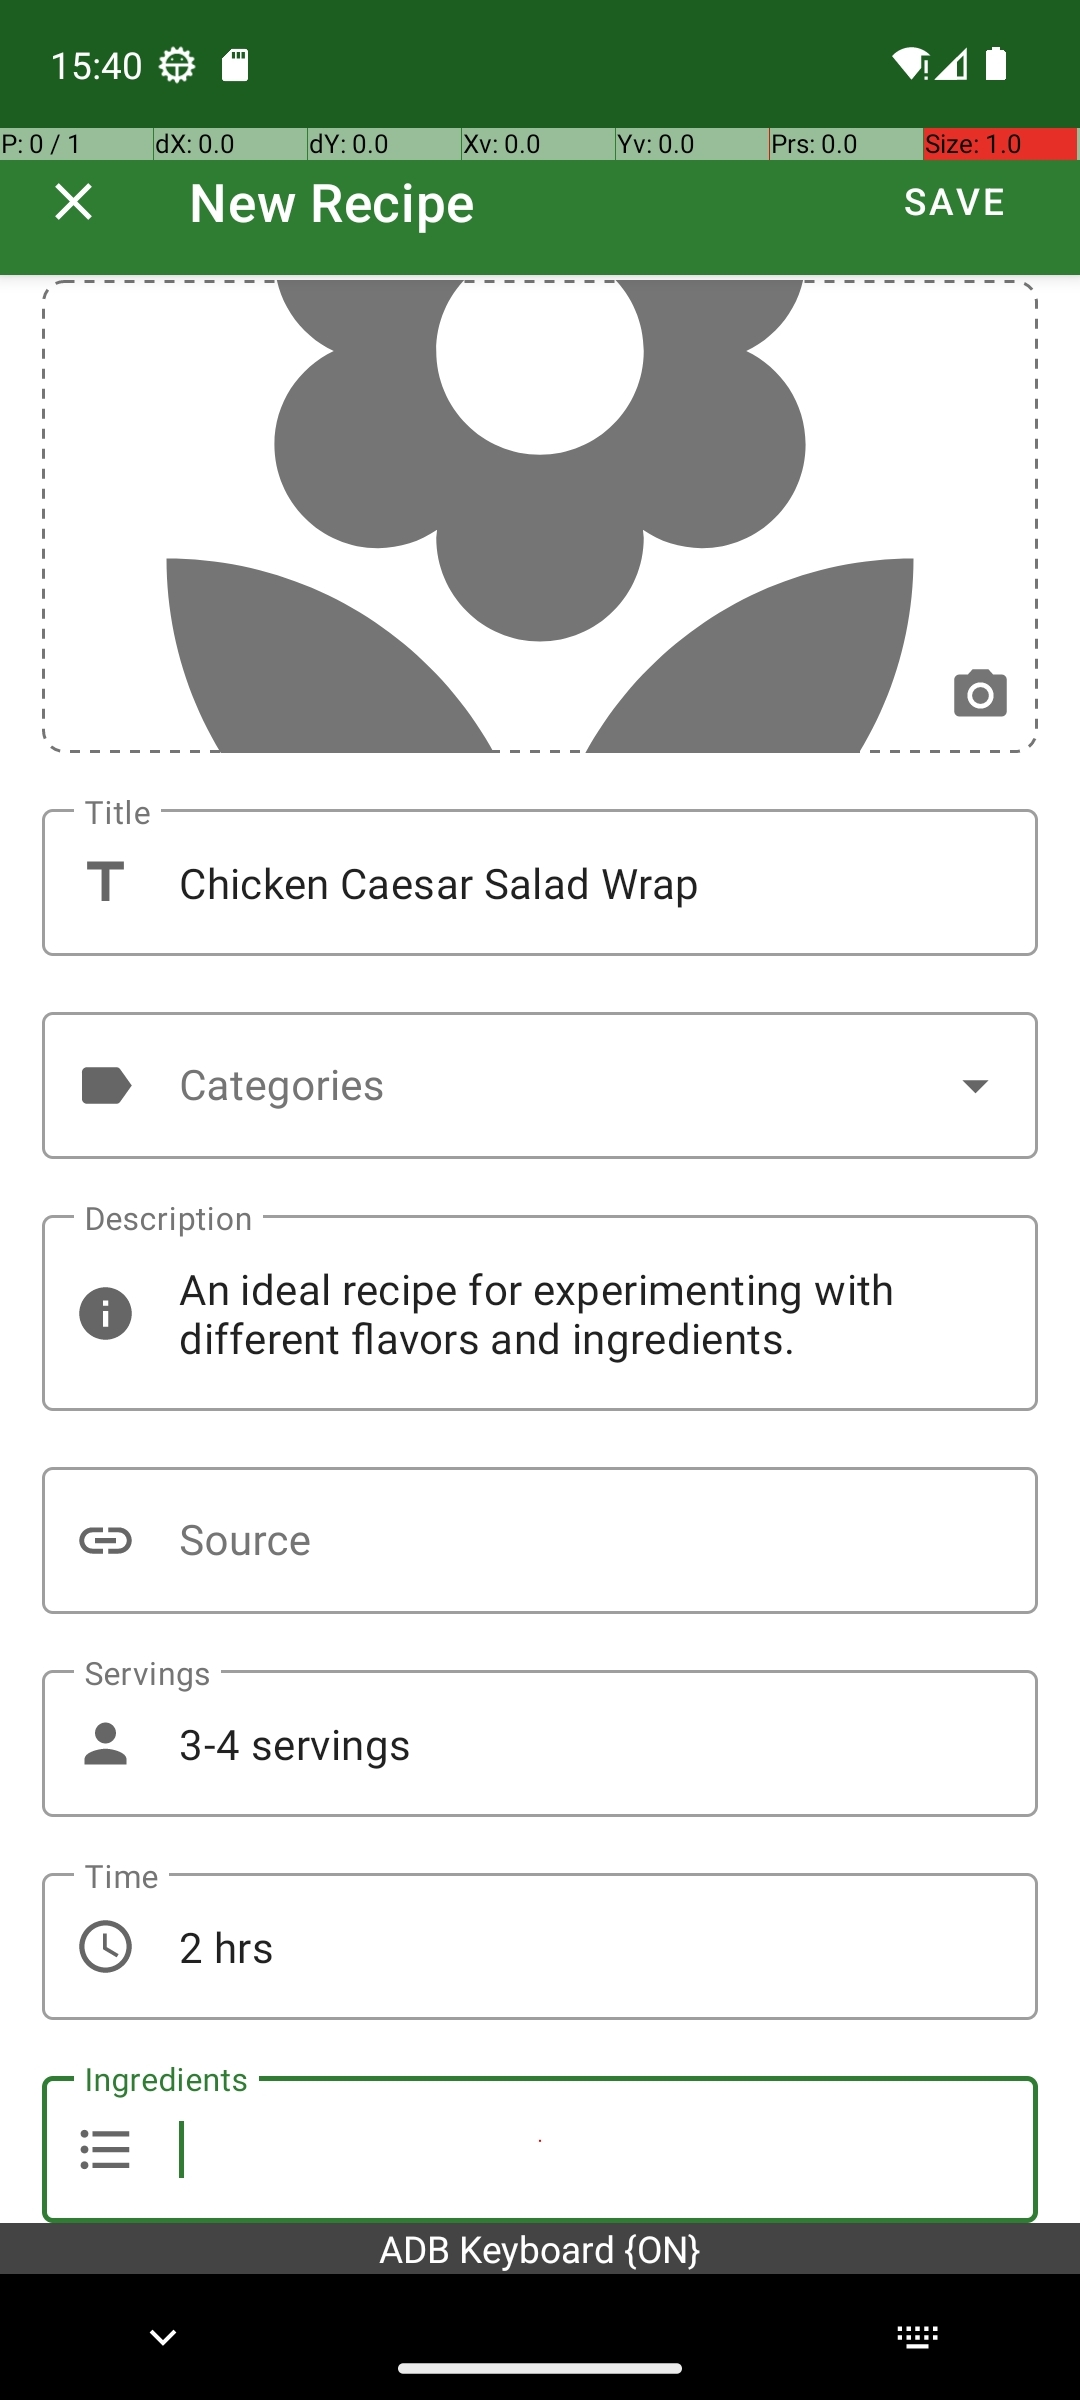 15:40
P: 0 / 1 dX: 0.0 dY: 0.0 Xv: 0.0 Yv: 0.0 Prs: 0.0 Size: 1.0
New Recipe SAVE
Title
Chicken Caesar Salad Wrap
Categories
Description
An ideal recipe for experimenting with
different flavors and ingredients.
Source
Servings
3-4 servings
Time
2 hrs
Ingredients
ADB Keyboard {ON}